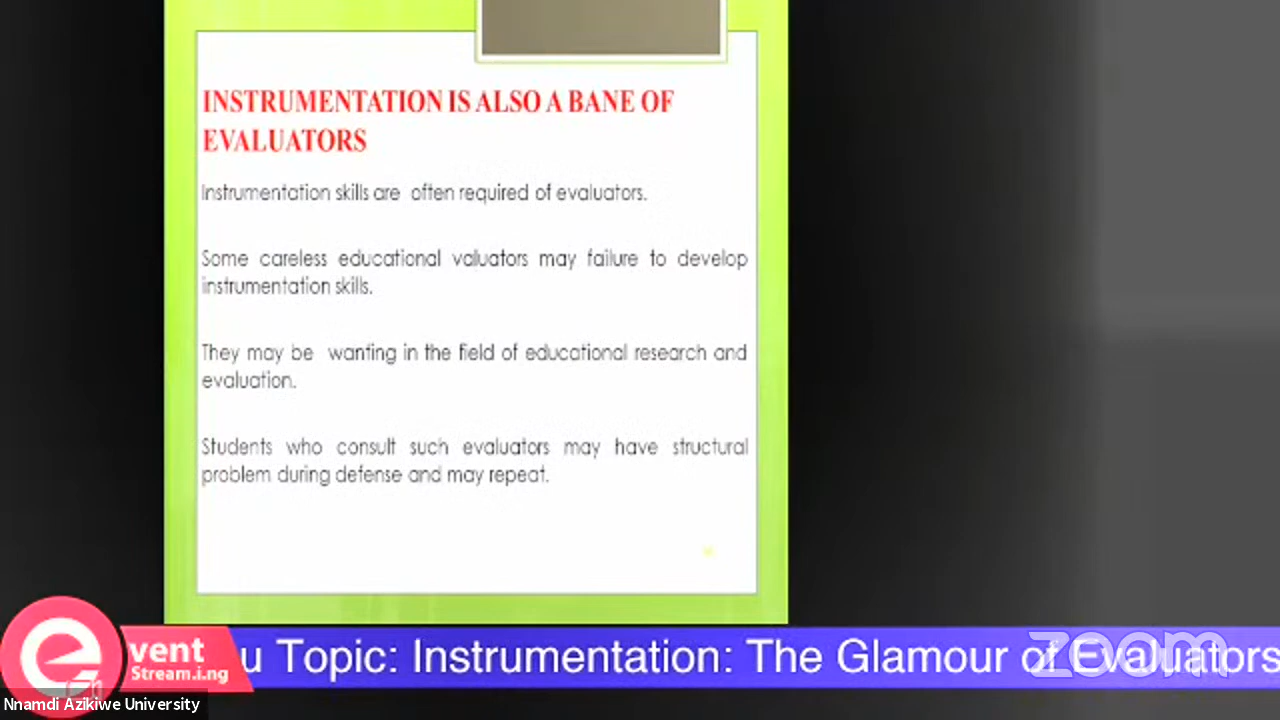 INSTRUMENTATION IS ALSO A BANE OF
EVALUATORS
Instrumentation skills are often required of evaluators.
Some careless educational valuators may failure to develop
instrumentation skills.
They may be wanting in the field of educational research and
evaluation.
Students who consult such evaluators may have structural
problem during defense and may repeat.
u Topic: Instrumentation: The Glamour of Evaluators
zoom
e
vent
Stream.i.ng
Nnamdi Azikiwe University